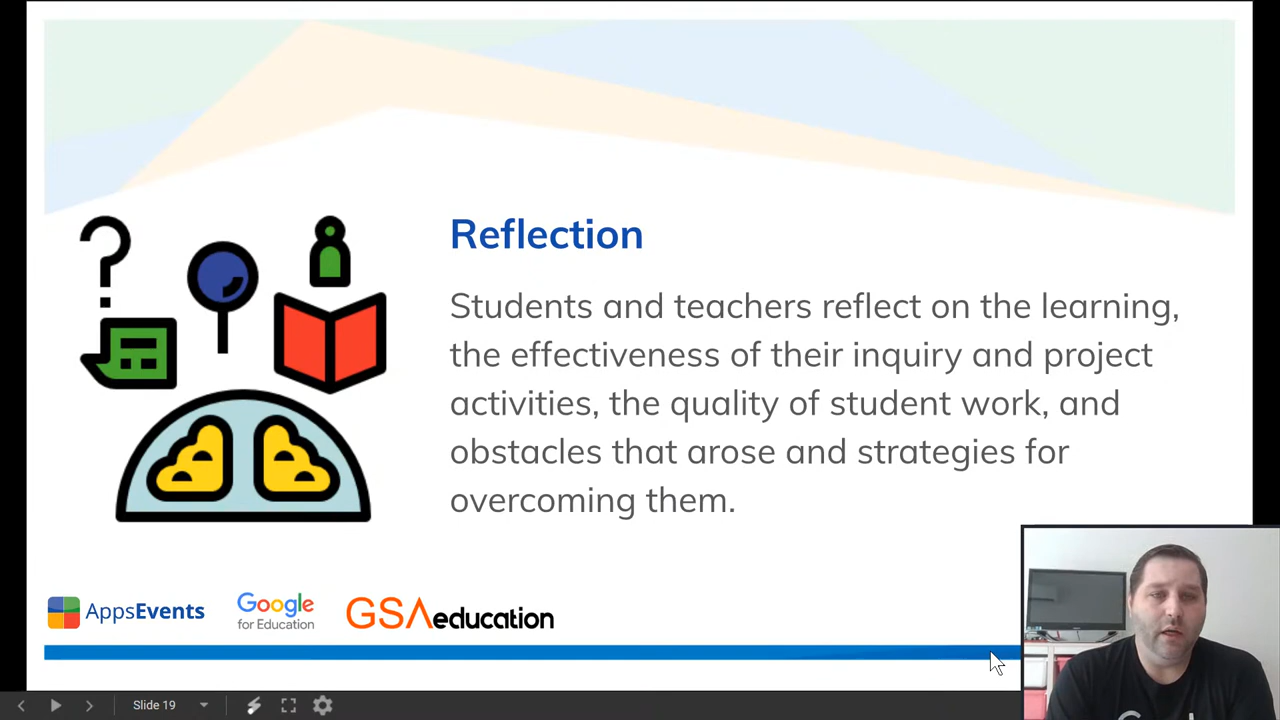 Reflection
Students and teachers reflect on the learning,
the effectiveness of their inquiry and project
activities, the quality of student work, and
obstacles that arose and strategies for
overcoming them.
?
AppsEvents
Google
for Education
GSAeducation
Slide 19